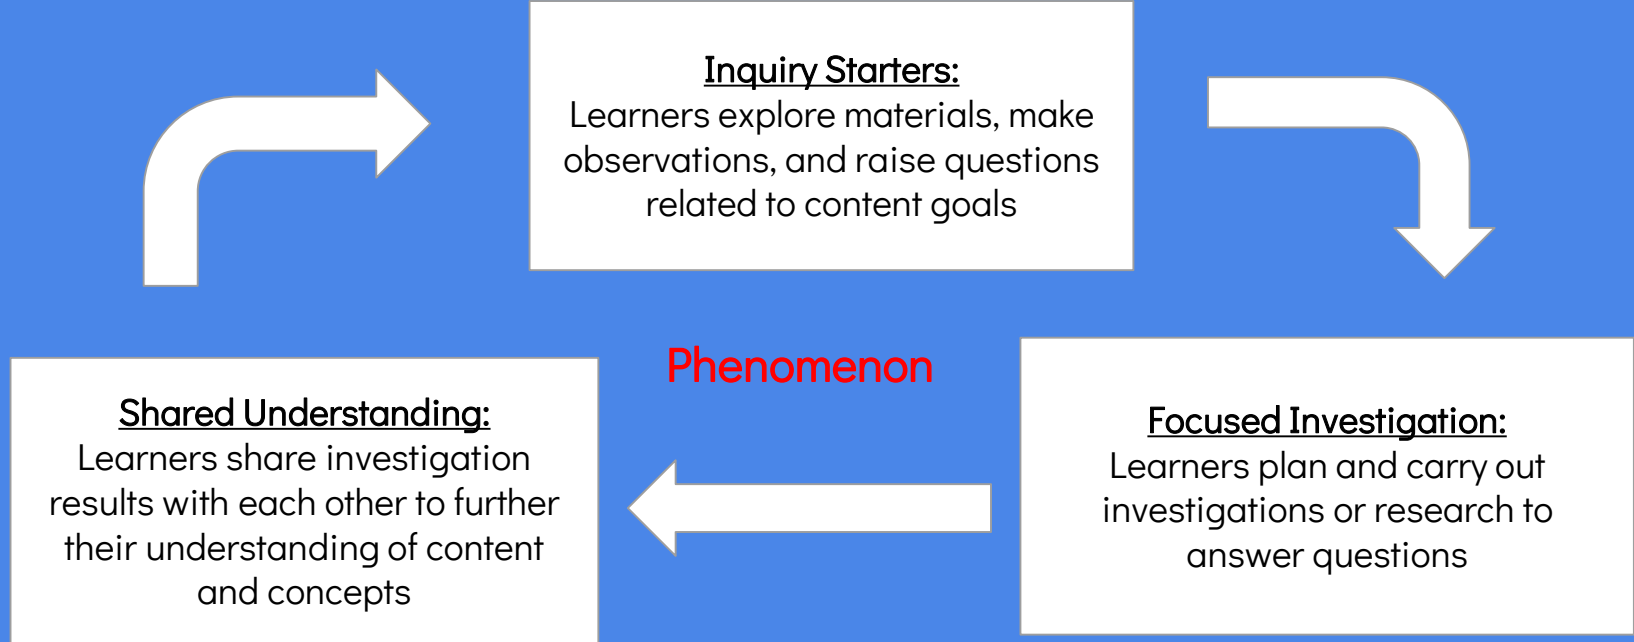 Inquiry Starters:
Learners explore materials, make
observations, and raise questions
related to content goals
Phenomenon
Shared Understanding:
Learners share investigation
results with each other to further
their understanding of content
and concepts
Focused Investigation:
Learners plan and carry out
investigations or research to
answer questions